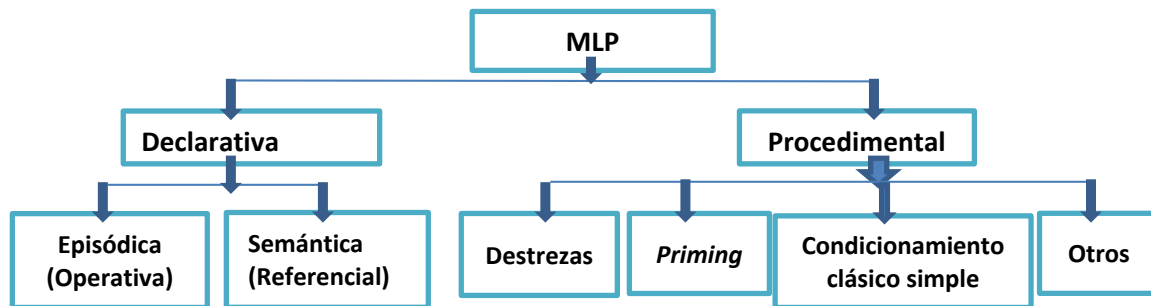 MLP
Declarativa
Procedimental
Episódica
(Operativa)
Semántica
(Referencial)
Destrezas
Priming
Condicionamiento
clásico simple
Otros